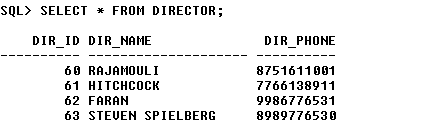 SQL> SELECT * FROM DIRECTOR;
DIR_ID DIR_NAME DIR_PHONE
---------- -------------------- ----------
60 RAJAMOULI 8751611001
61 HITCHCOCK 7766138911
62 FARAN 9986776531
63 STEVEN SPIELBERG 8989776530